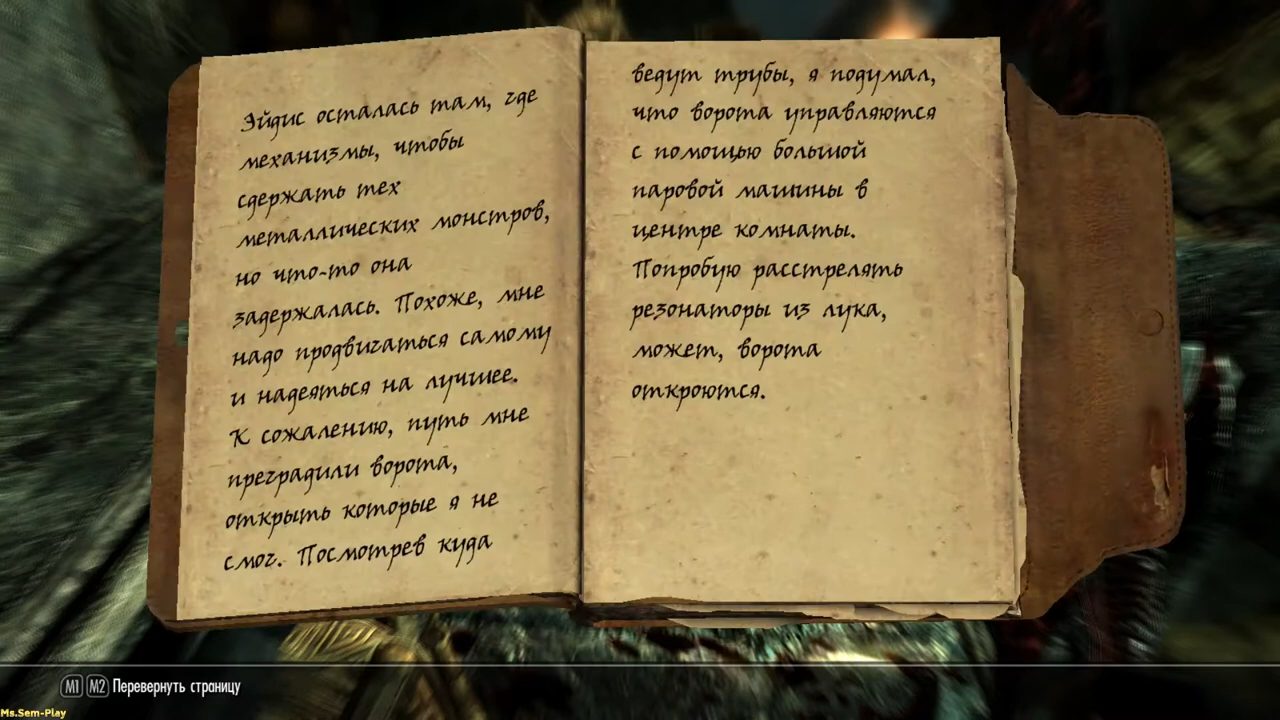 Эйдис осталась там, где
механизмы, чтобы
сдержать тех
металлических монстров,
но что-то она
задержалась. Похоже, мне
надо продвигаться самому
и надеяться на лучшее.
К сожалению, путь мне
преградили ворота,
открыть которые я не
смог. Посмотрев куда
ведут трубы, я подумал,
что ворота управляются
с помощью большой
паровой машины в
центре комнаты.
Попробую расстрелять
резонаторы из лука,
может, ворота
откроются.
M1 M2 Перевернуть страницу
Ms.Sem-Play